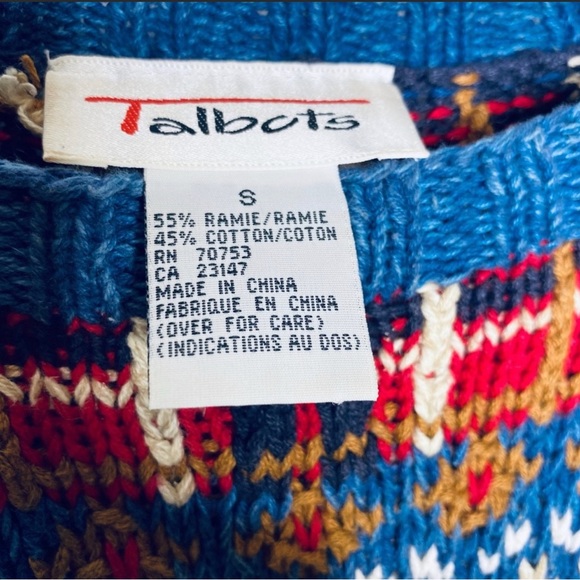 Talbots
S
55% RAMIE/RAMIE
45% COTTON/COTON
RN 70753
CA 23147
MADE IN CHINA
FABRIQUE EN CHINA
(OVER FOR CARE)
(INDICATIONS AU DOS)